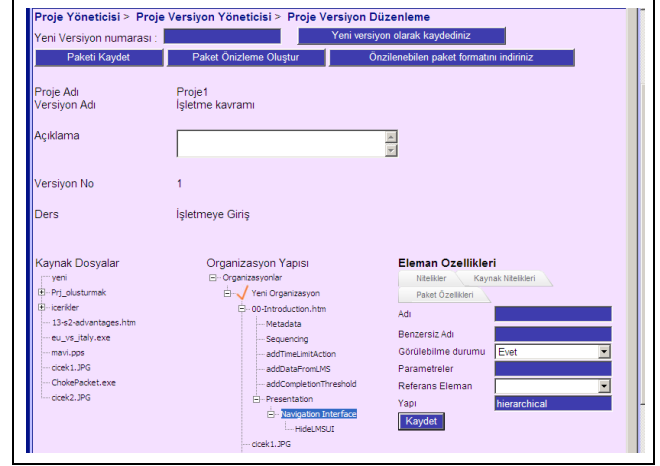 Proje Yöneticisi > Proje Versiyon Yöneticisi > Proje Versiyon Düzenleme
Yeni Versiyon numarası : Yeni versiyon olarak kaydediniz
Paketi Kaydet Paket Önizleme Oluştur Önzilenebilen paket formatını indiriniz
Proje Adı Proje1
Versiyon Adı İşletme kavramı
Açıklama
Versiyon No 1
Ders İşletmeye Giriş
Kaynak Dosyalar
yeni
Prj_olusturmak
icerikler
13-s2-advantages.htm
eu_vs_italy.exe
mavi.pps
cicek1.JPG
ChokePacket.exe
cicek2.JPG
Organizasyon Yapısı
Organizasyonlar
Yeni Organizasyon
00-Introduction.htm
Metadata
Sequencing
addTimeLimitAction
addDataFromLMS
addCompletionThreshold
Presentation
Navigation Interface
HideLMSUI
cicek1.JPG
Eleman Ozellikleri
Nitelikler Kaynak Nitelikleri
Paket Özellikleri
Adı
Benzersiz Adı
Görülebilme durumu Evet
Parametreler
Referans Eleman
Yapı hierarchical
Kaydet